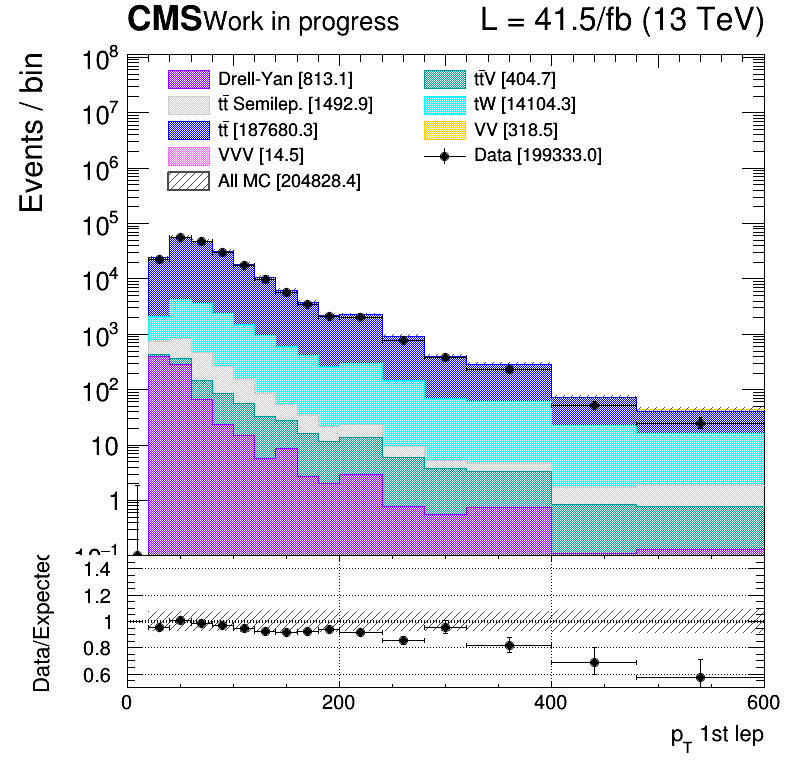 CMS Work in progress L = 41.5/fb (13 TeV)
Events / bin
10⁸
10⁷
10⁶
10⁵
10⁴
10³
10²
10
1
10⁻¹
Drell-Yan [813.1]
tt̄V [404.7]
tt̄ Semilep. [1492.9]
tW [14104.3]
tt̄ [187680.3]
VV [318.5]
VVV [14.5]
Data [199333.0]
All MC [204828.4]
Data/Expected
1.4
1.2
1
0.8
0.6
0 200 400 600
p_T 1st lep